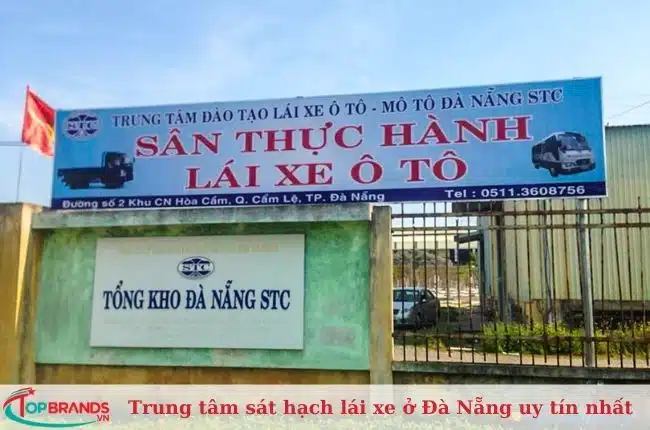 STC
TRUNG TÂM ĐÀO TẠO LÁI XE Ô TÔ - MÔ TÔ ĐÀ NẴNG STC
SÂN THỰC HÀNH
LÁI XE Ô TÔ
Đường số 2 Khu CN Hòa Cầm, Q. Cẩm Lệ, TP. Đà Nẵng
Tel : 0511.3608756
STC
TỔNG KHO ĐÀ NẴNG STC
TOPBRANDS
.VN
Trung tâm sát hạch lái xe ở Đà Nẵng uy tín nhất